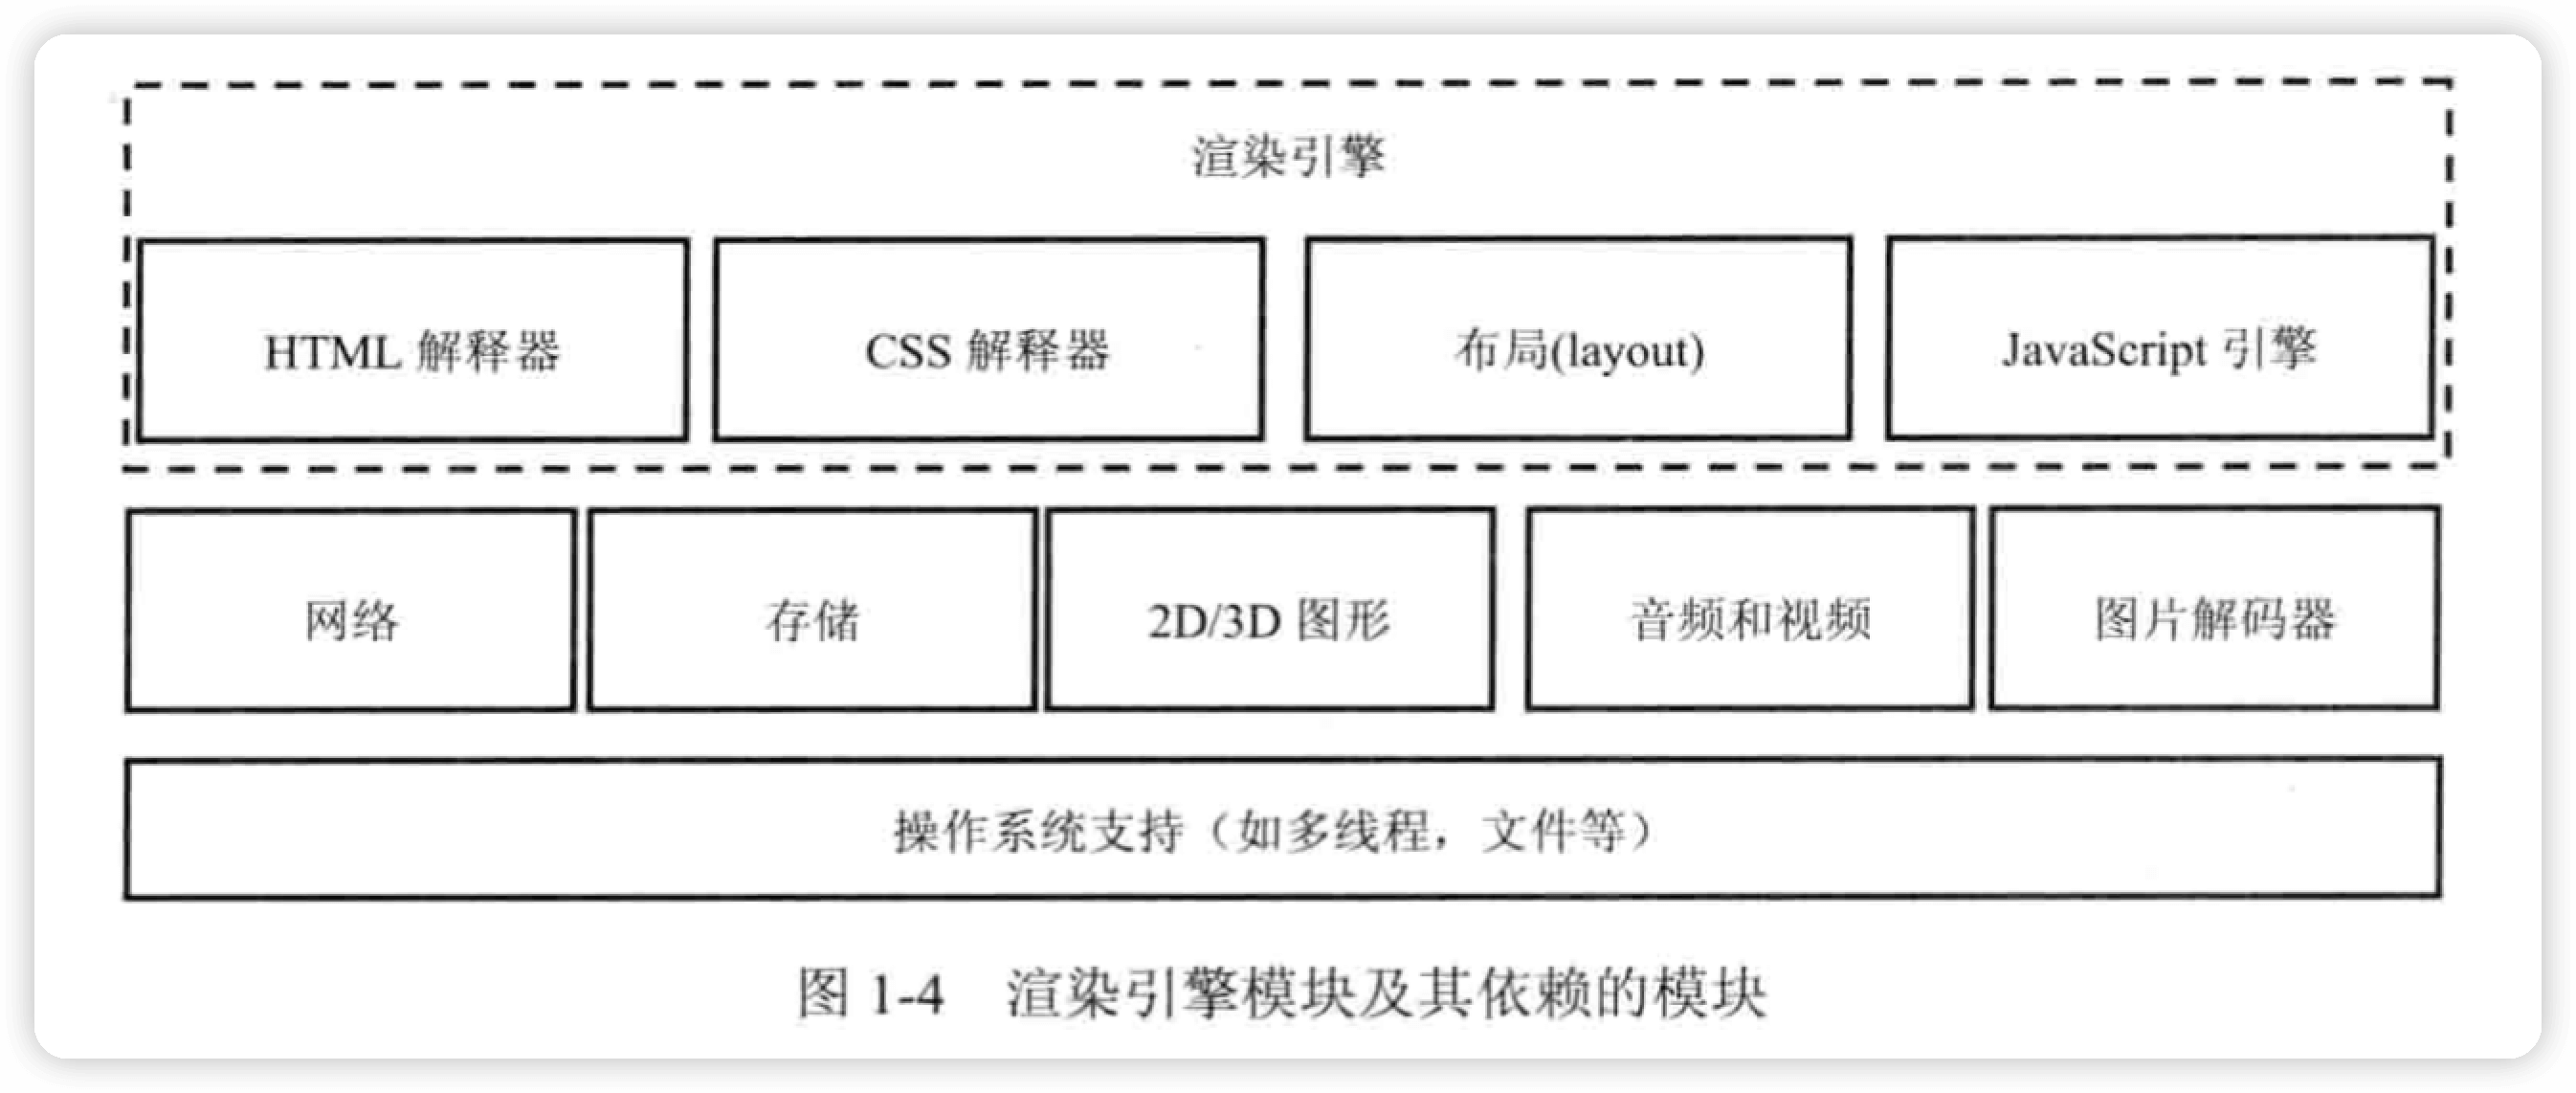 渲染引擎
HTML 解释器
CSS 解释器
布局(layout)
JavaScript 引擎
网络
存储
2D/3D 图形
音频和视频
图片解码器
操作系统支持（如多线程，文件等）
图 1-4 渲染引擎模块及其依赖的模块